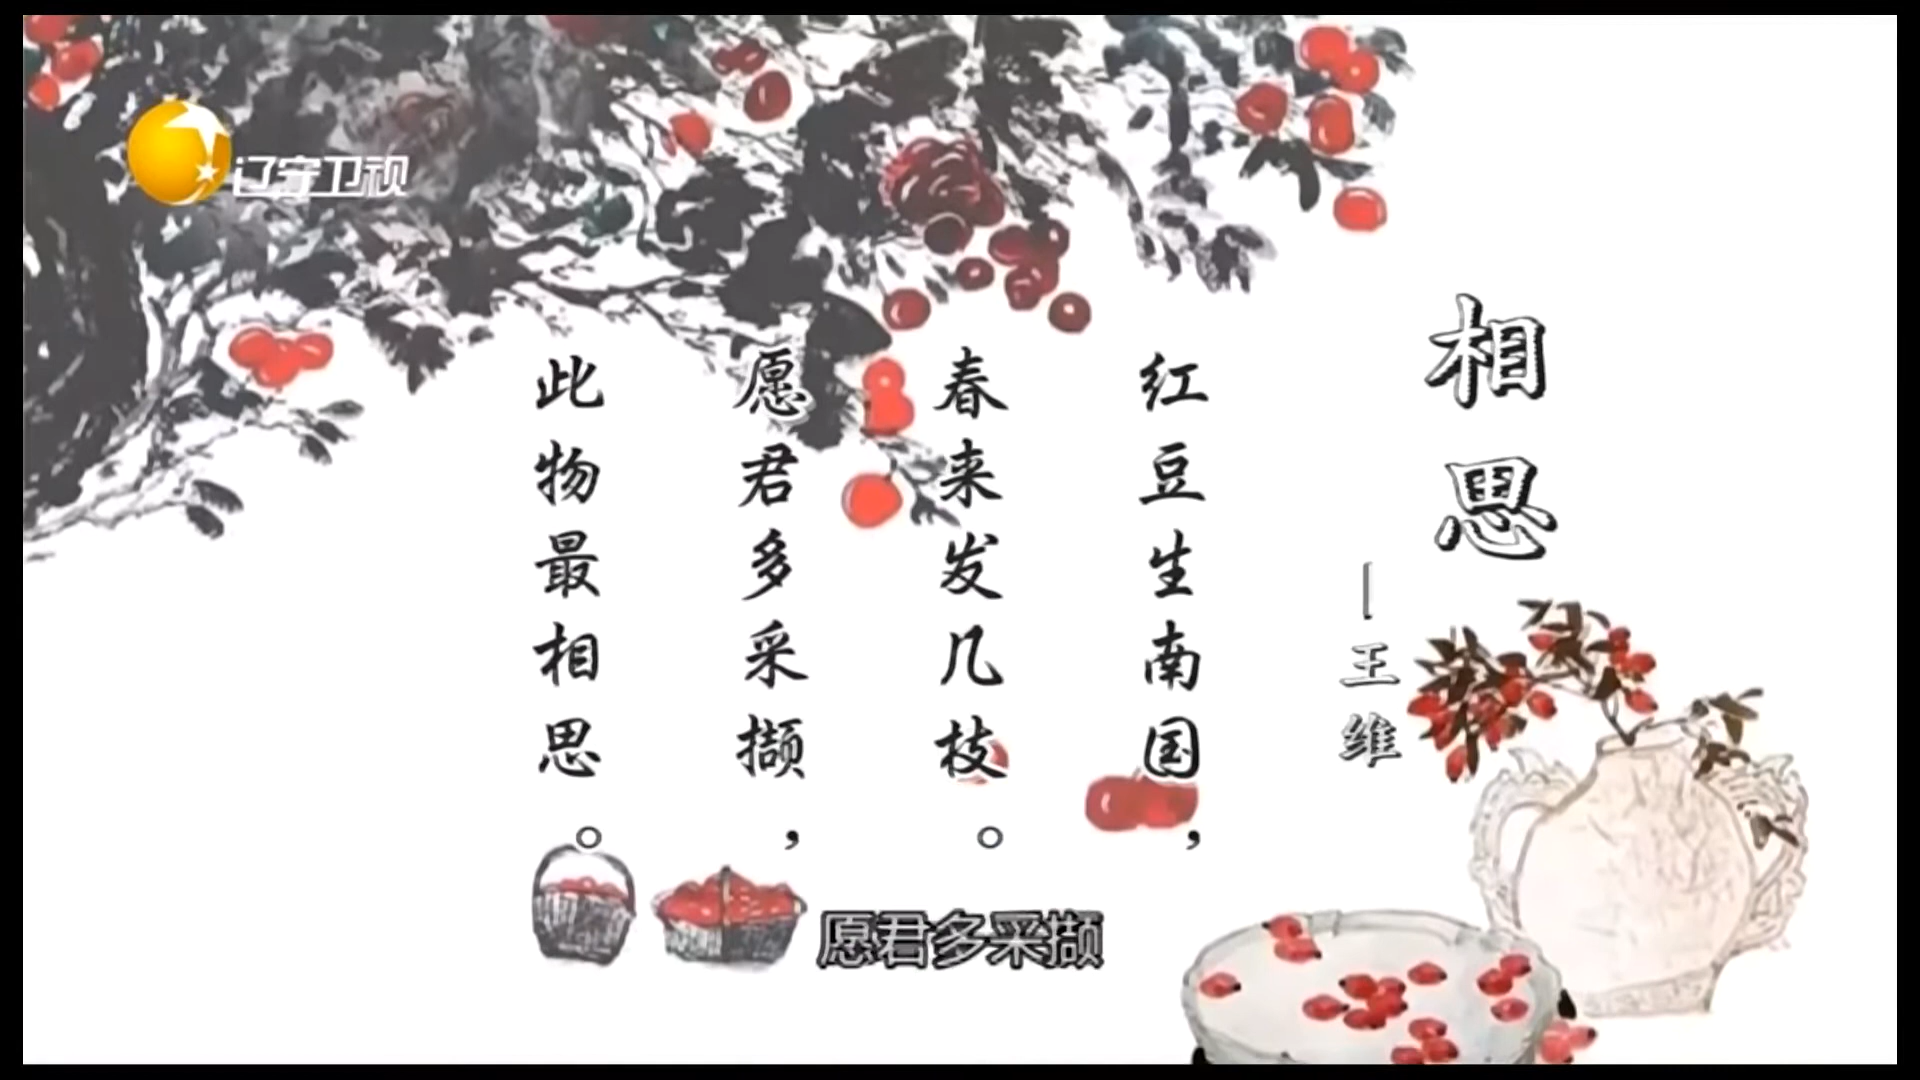 辽宁卫视
相思
—王维
红豆生南国，
春来发几枝。
愿君多采撷，
此物最相思。
愿君多采撷